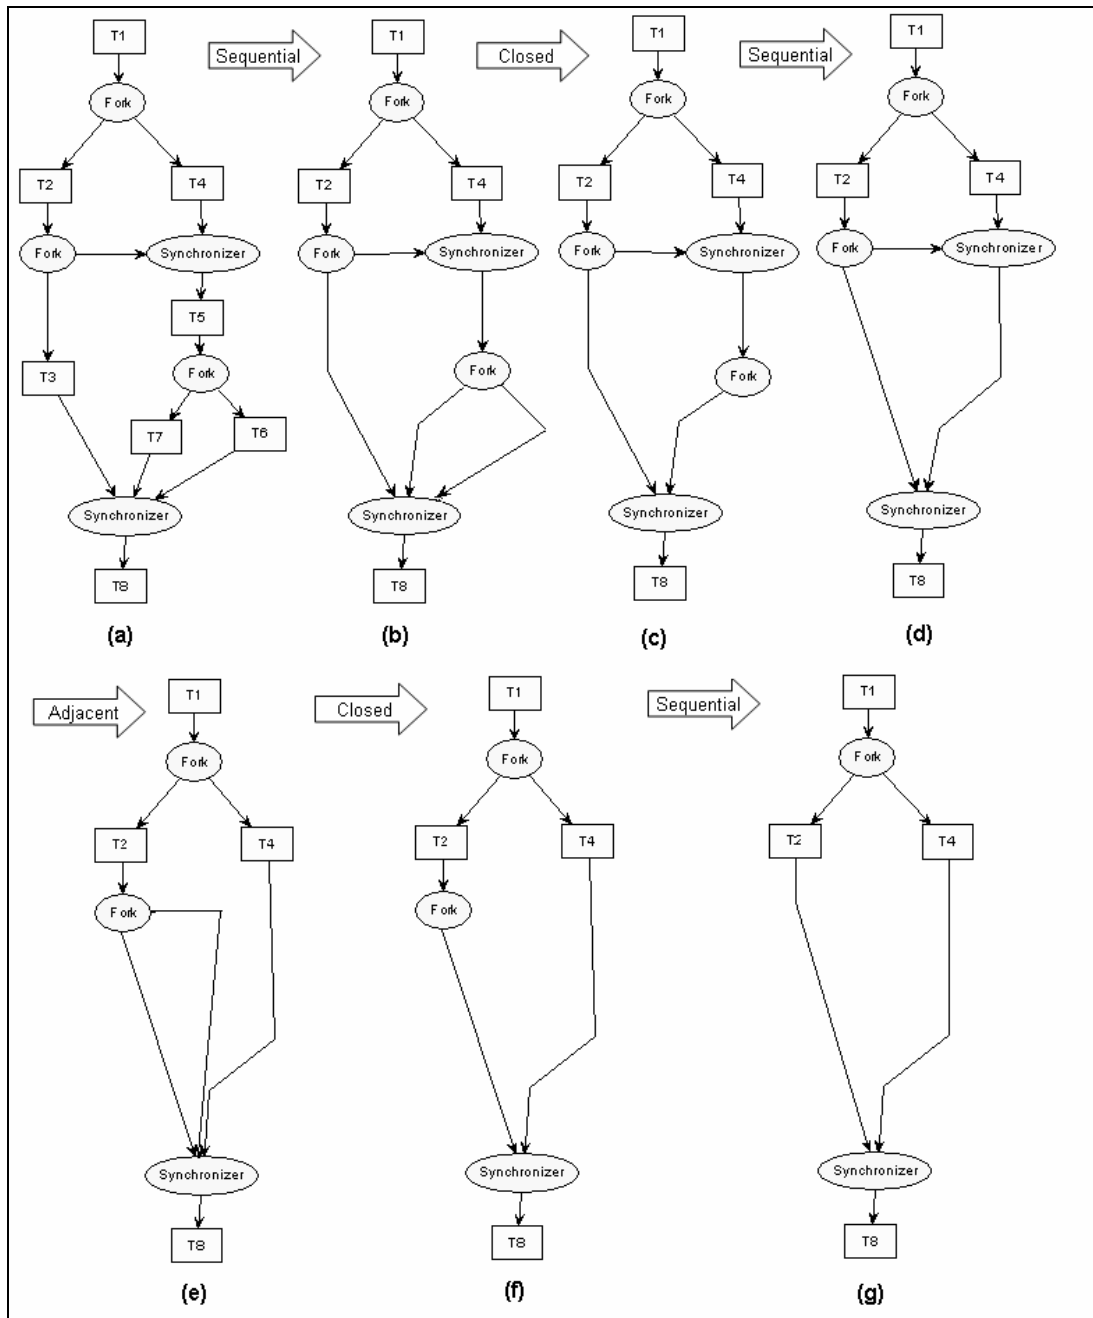 T1
Sequential
T1
Closed
T1
Sequential
T1
Fork
Fork
Fork
Fork
T2
T4
T2
T4
T2
T4
T2
T4
Fork
Synchronizer
Fork
Synchronizer
Fork
Synchronizer
Fork
Synchronizer
T5
T3
Fork
Fork
Fork
T7
T6
Synchronizer
Synchronizer
Synchronizer
Synchronizer
T8
T8
T8
T8
(a)
(b)
(c)
(d)
Adjacent
T1
Closed
T1
Sequential
T1
Fork
Fork
Fork
T2
T4
T2
T4
T2
T4
Fork
Fork
Synchronizer
Synchronizer
Synchronizer
T8
T8
T8
(e)
(f)
(g)